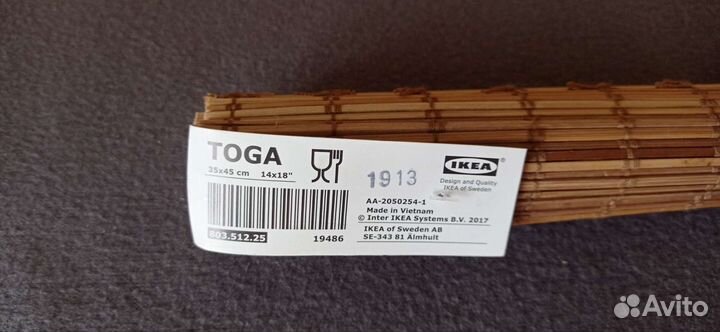 TOGA
35x45 cm 14x18"
803.512.25
19486
1913
IKEA
Design and Quality
IKEA of Sweden
AA-2050254-1
Made in Vietnam
© Inter IKEA Systems B.V. 2017
IKEA of Sweden AB
SE-343 81 Älmhult
Avito